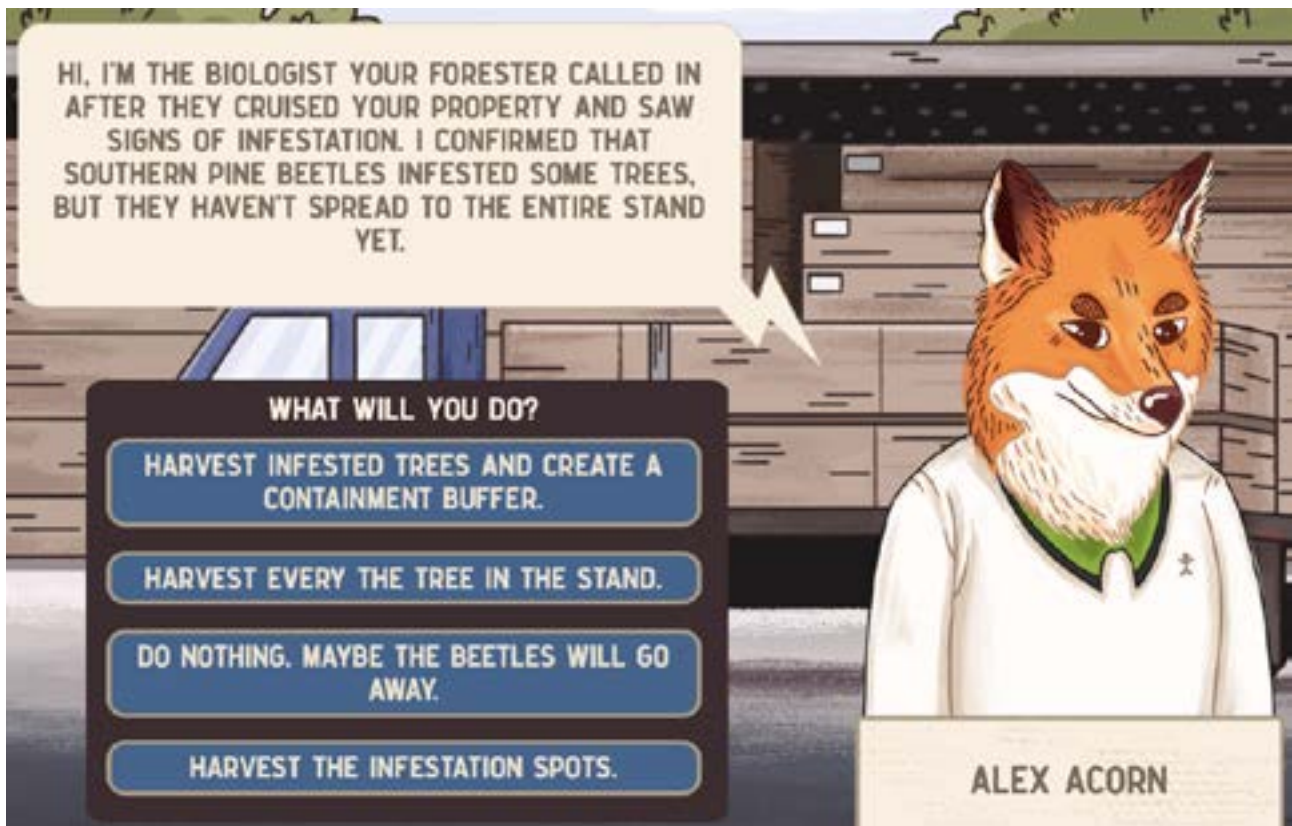 HI, I'M THE BIOLOGIST YOUR FORESTER CALLED IN
AFTER THEY CRUISED YOUR PROPERTY AND SAW
SIGNS OF INFESTATION. I CONFIRMED THAT
SOUTHERN PINE BEETLES INFESTED SOME TREES,
BUT THEY HAVEN'T SPREAD TO THE ENTIRE STAND
YET.
WHAT WILL YOU DO?
HARVEST INFESTED TREES AND CREATE A
CONTAINMENT BUFFER.
HARVEST EVERY THE TREE IN THE STAND.
DO NOTHING. MAYBE THE BEETLES WILL GO
AWAY.
HARVEST THE INFESTATION SPOTS.
ALEX ACORN